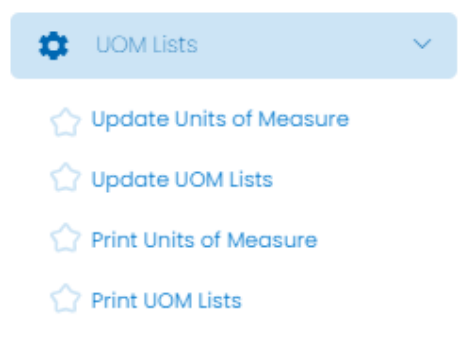 UOM Lists
Update Units of Measure
Update UOM Lists
Print Units of Measure
Print UOM Lists